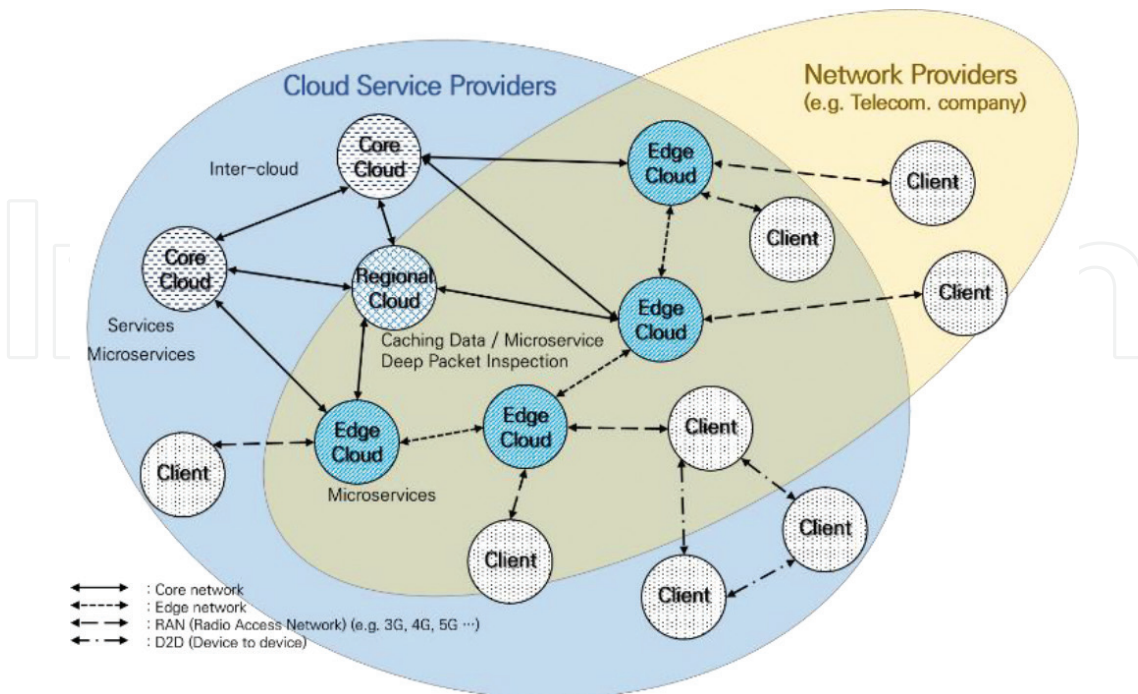 Cloud Service Providers
Network Providers
(e.g. Telecom. company)
Core
Cloud
Inter-cloud
Edge
Cloud
Client
Client
Core
Cloud
Regional
Cloud
Edge
Cloud
Client
Services
Microservices
Caching Data / Microservice
Deep Packet Inspection
Edge
Cloud
Edge
Cloud
Client
Client
Microservices
Client
Client
Client
: Core network
: Edge network
: RAN (Radio Access Network) (e.g. 3G, 4G, 5G ···)
: D2D (Device to device)